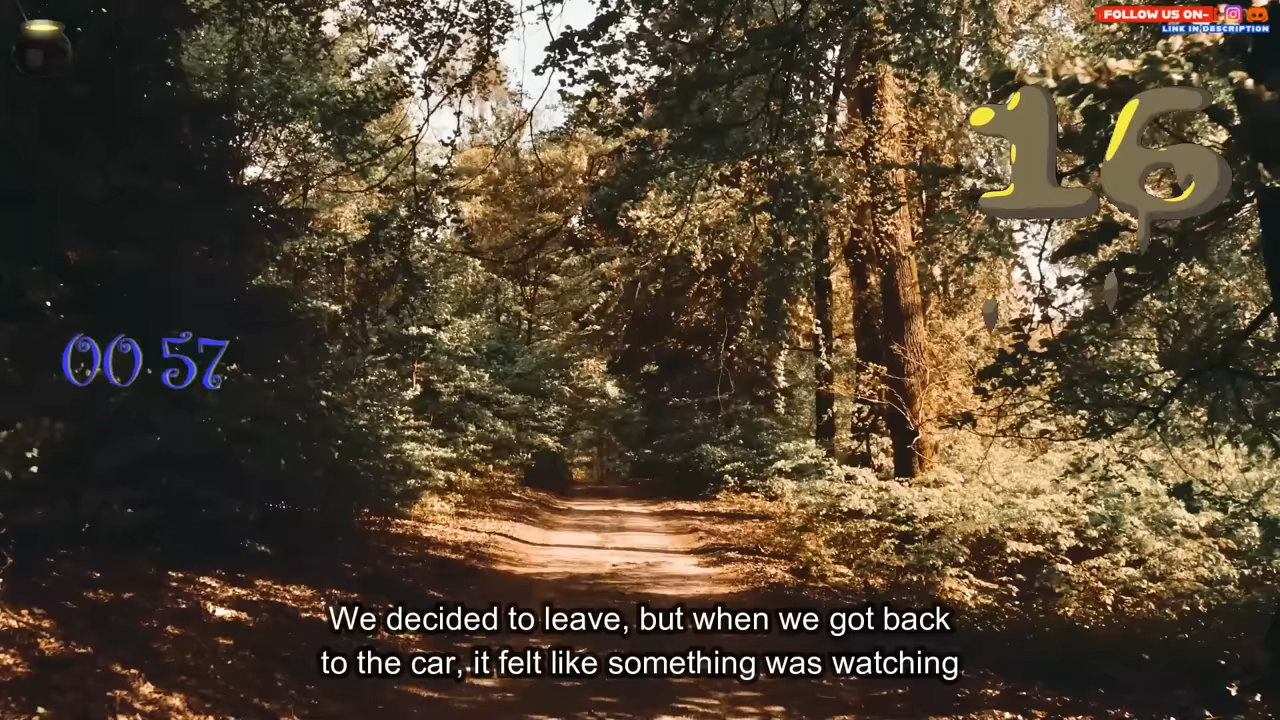 FOLLOW US ON-
LINK IN DESCRIPTION
16
00:57
We decided to leave, but when we got back
to the car, it felt like something was watching